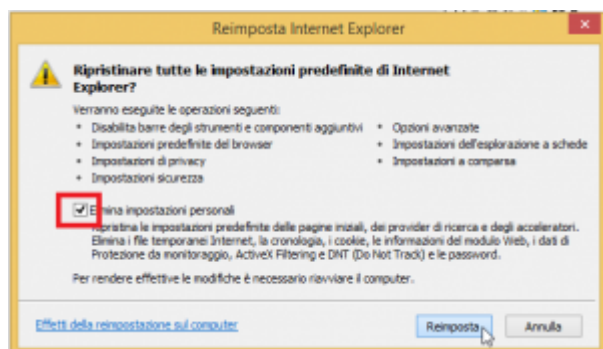 Reimposta Internet Explorer
Ripristinare tutte le impostazioni predefinite di Internet
Explorer?
Verranno eseguite le operazioni seguenti:
Disabilita barre degli strumenti e componenti aggiuntivi
Impostazioni predefinite del browser
Impostazioni di privacy
Impostazioni sicurezza
Opzioni avanzate
Impostazioni dell'esplorazione a schede
Impostazioni a comparsa
Elimina impostazioni personali
Ripristina le impostazioni predefinite delle pagine iniziali, dei provider di ricerca e degli acceleratori.
Elimina i file temporanei Internet, la cronologia, i cookie, le informazioni del modulo Web, i dati di
Protezione da monitoraggio, ActiveX Filtering e DNT (Do Not Track) e le password.
Per rendere effettive le modifiche è necessario riavviare il computer.
Effetti della reimpostazione sul computer
Reimposta
Annulla